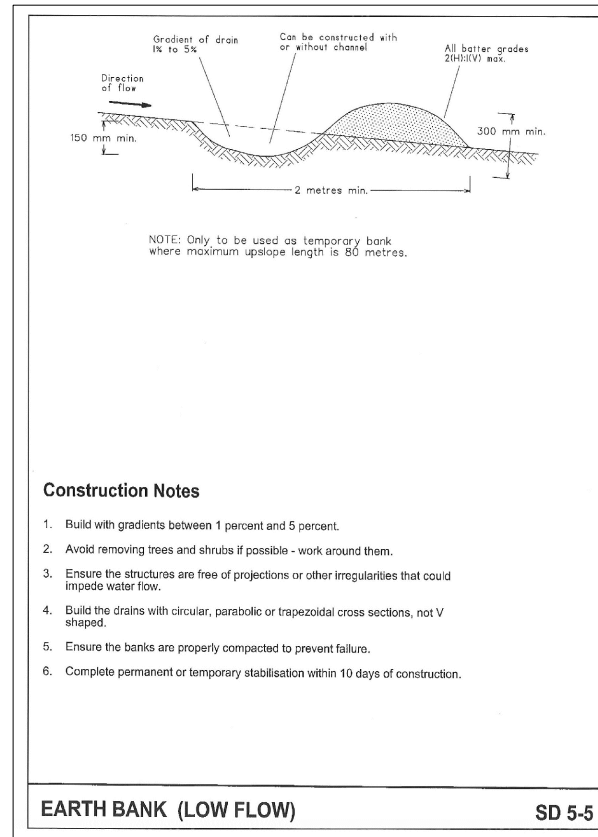 Gradient of drain
1% to 5%
Can be constructed with
or without channel
All batter grades
2(H):1(V) max.
Direction
of flow
150 mm min.
300 mm min.
2 metres min.
NOTE: Only to be used as temporary bank
where maximum upslope length is 80 metres.
Construction Notes
1. Build with gradients between 1 percent and 5 percent.
2. Avoid removing trees and shrubs if possible - work around them.
3. Ensure the structures are free of projections or other irregularities that could
impede water flow.
4. Build the drains with circular, parabolic or trapezoidal cross sections, not V
shaped.
5. Ensure the banks are properly compacted to prevent failure.
6. Complete permanent or temporary stabilisation within 10 days of construction.
EARTH BANK (LOW FLOW)
SD 5-5